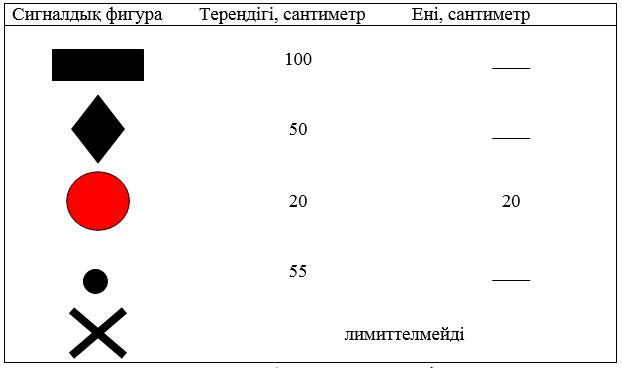 Сигналдық фигура Терендігі, сантиметр Ені, сантиметр
100 ____
50 ____
20 20
55 ____
лимиттелмейді